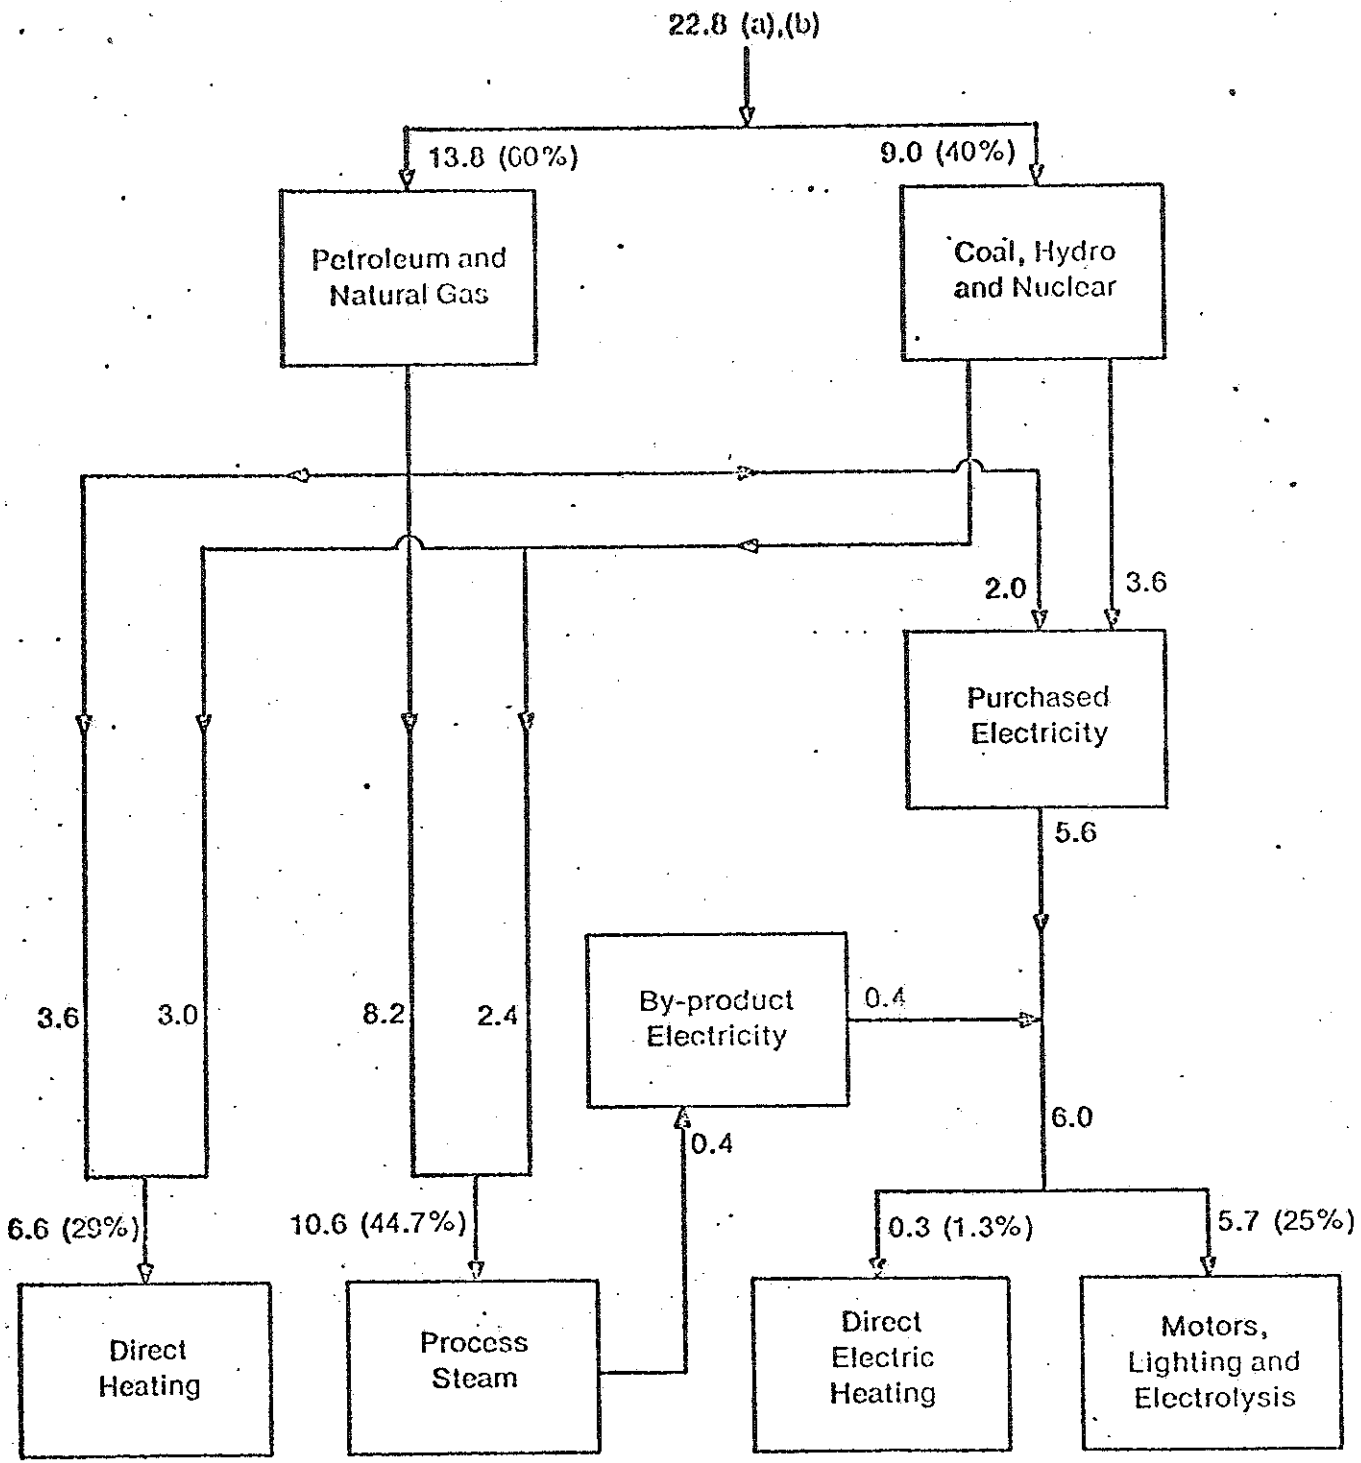 22.8 (a),(b)
13.8 (60%)
9.0 (40%)
Petroleum and
Natural Gas
Coal, Hydro
and Nuclear
2.0
3.6
Purchased
Electricity
5.6
3.6
3.0
8.2
2.4
By-product
Electricity
0.4
0.4
6.0
6.6 (29%)
10.6 (44.7%)
0.3 (1.3%)
5.7 (25%)
Direct
Heating
Process
Steam
Direct
Electric
Heating
Motors,
Lighting and
Electrolysis